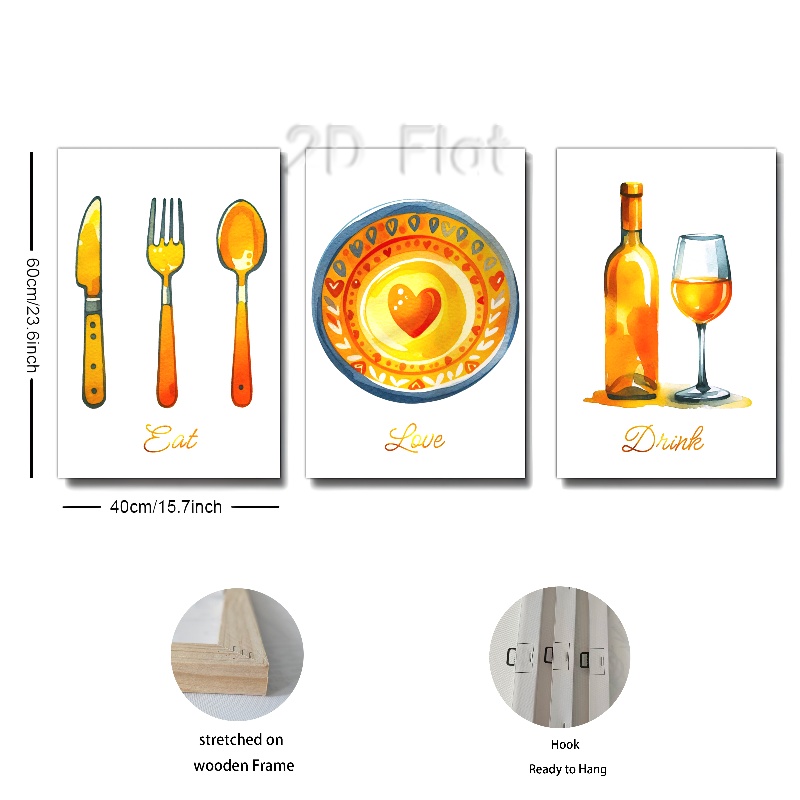 2D Flat
60cm/23.6inch
Eat
Love
Drink
40cm/15.7inch
stretched on
wooden Frame
Hook
Ready to Hang